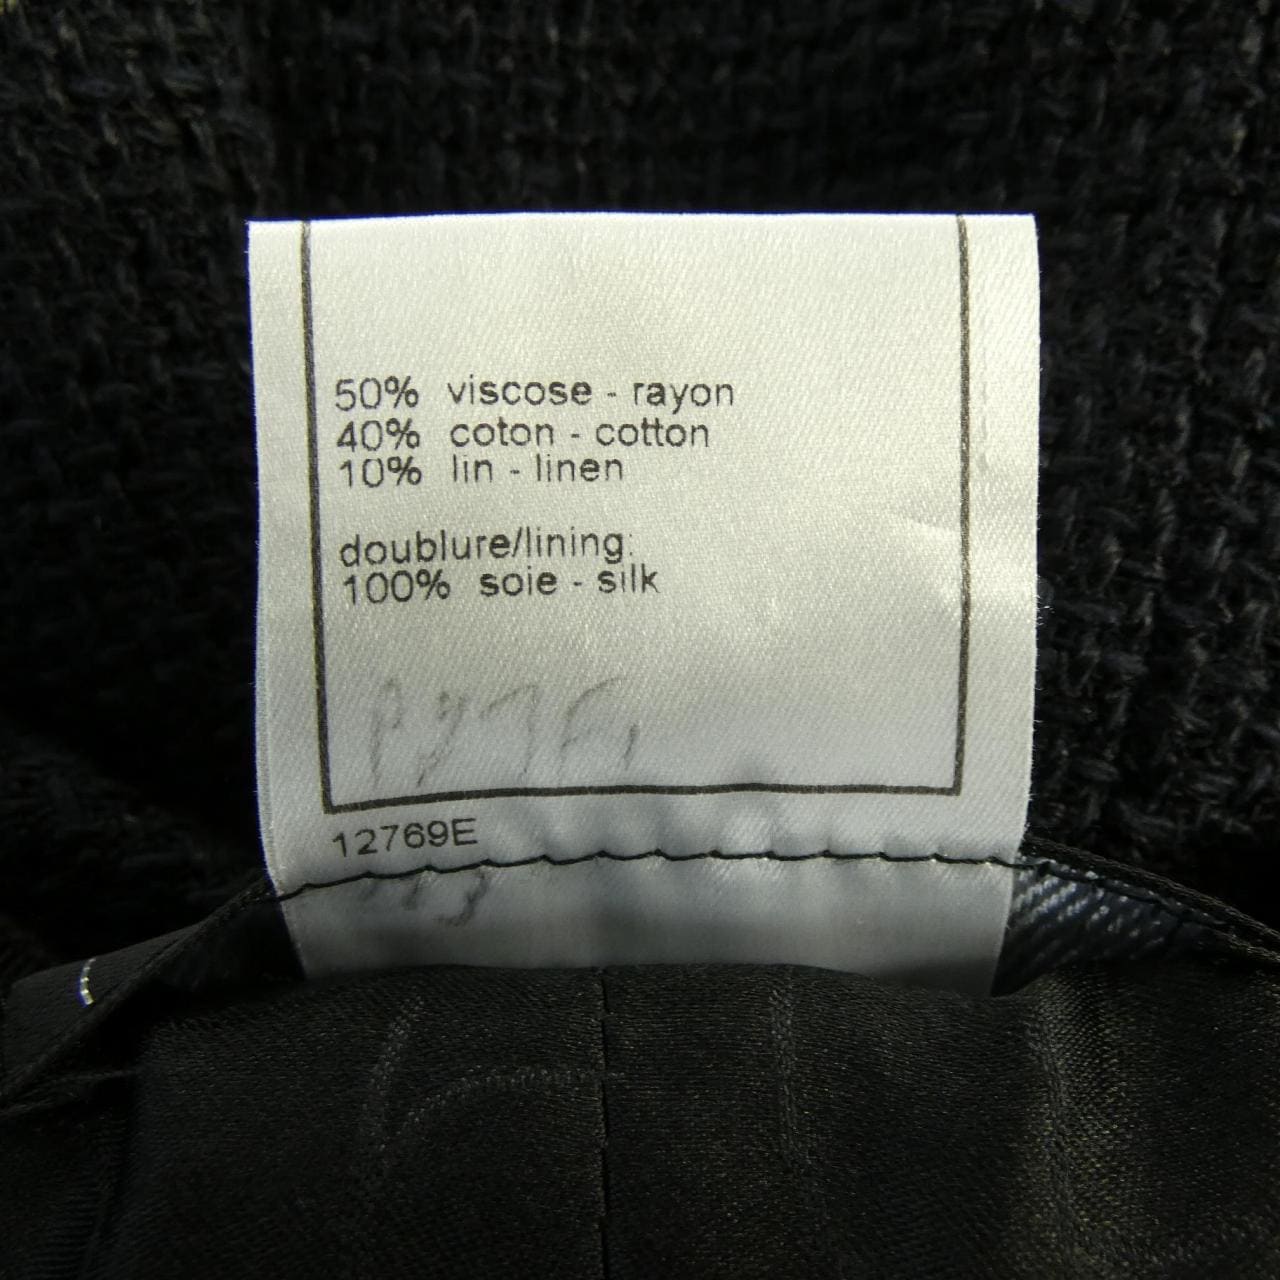 50% viscose - rayon
40% coton - cotton
10% lin - linen
doublure/lining:
100% soie - silk
12769E